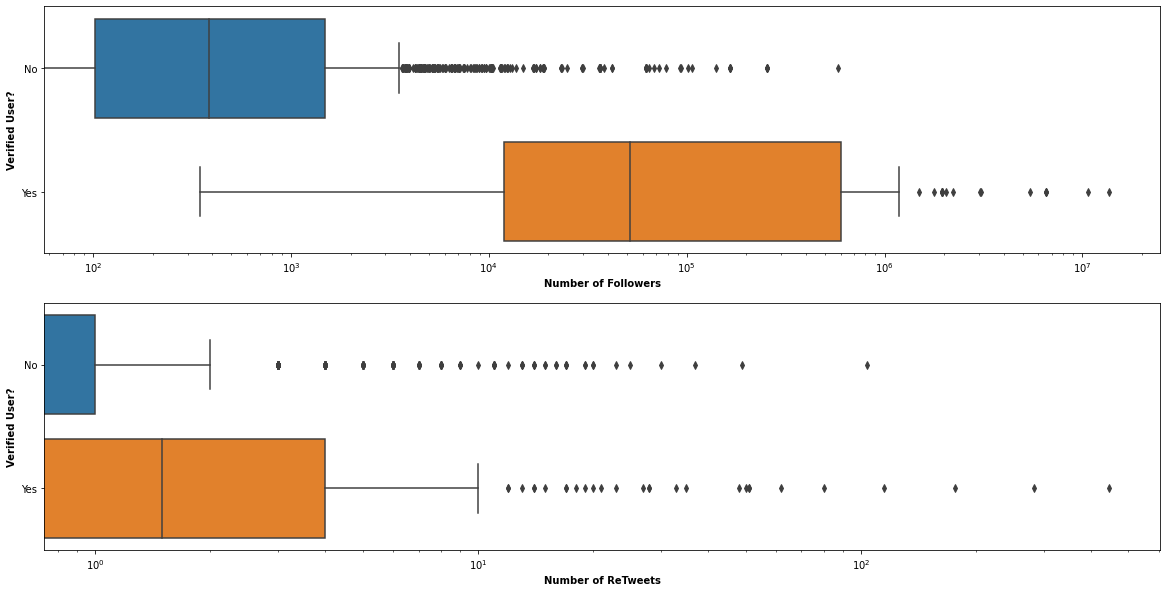 Verified User?
No
Yes
10² 10³ 10⁴ 10⁵ 10⁶ 10⁷
Number of Followers
Verified User?
No
Yes
10⁰ 10¹ 10²
Number of ReTweets